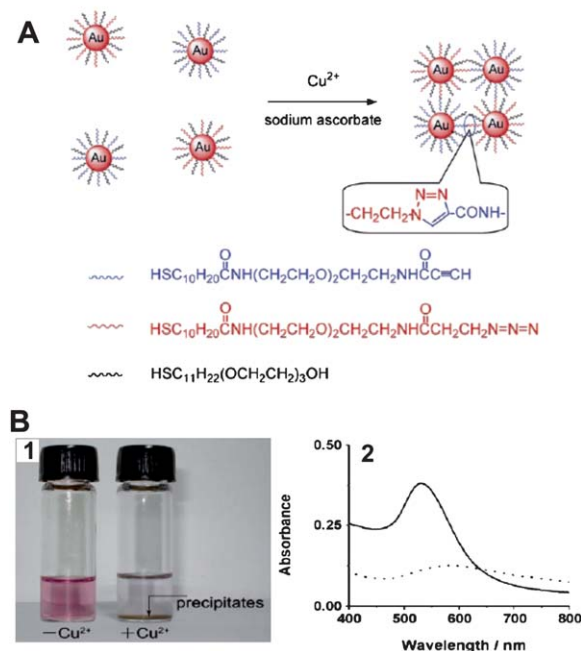 A
Au
Au
Au
Au
Cu²⁺
sodium ascorbate
Au
Au
Au
Au
N=N
-CH₂CH₂-N CONH-
O
HSC₁₀H₂₀CNH(CH₂CH₂O)₂CH₂CH₂NHCC≡CH
O
O
HSC₁₀H₂₀CNH(CH₂CH₂O)₂CH₂CH₂NHCCH₂CH₂-N=N=N
O
HSC₁₁H₂₂(OCH₂CH₂)₃OH
B
1
precipitates
−Cu²⁺ +Cu²⁺
2
0.50
0.25
0.00
Absorbance
400 500 600 700 800
Wavelength / nm